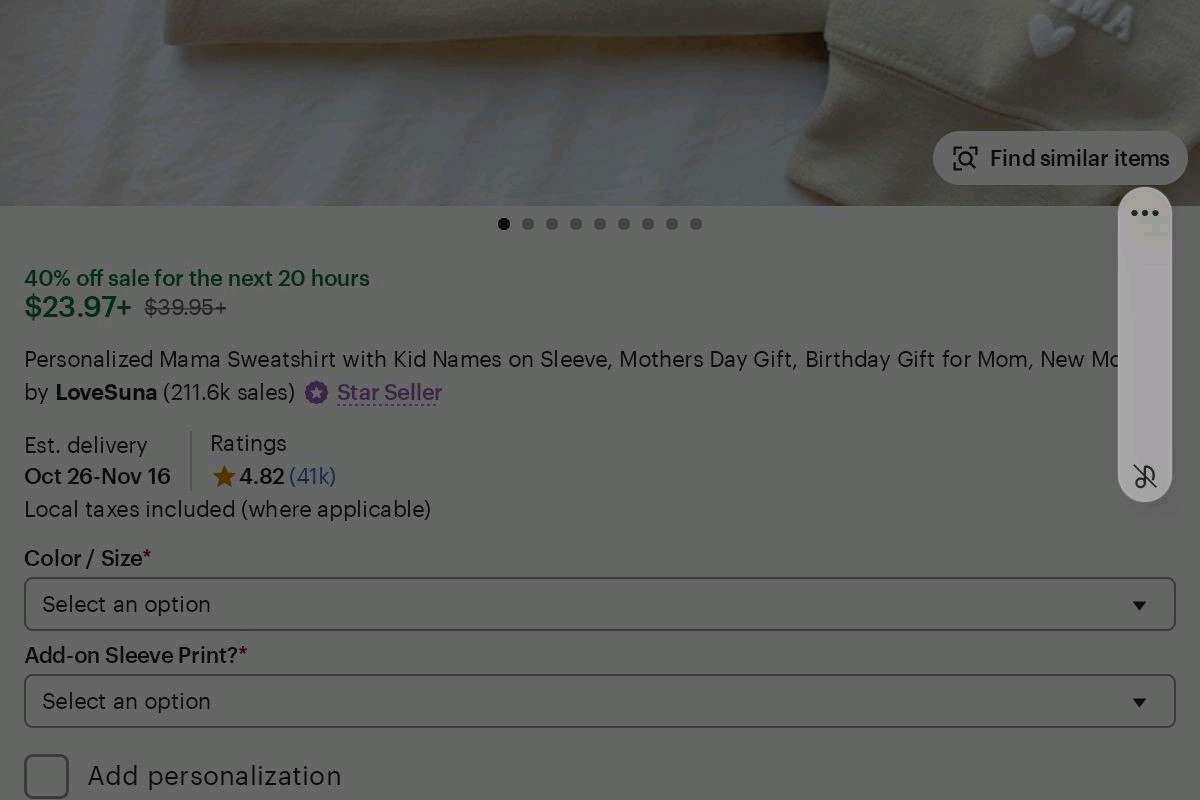 MA
Find similar items
40% off sale for the next 20 hours
$23.97+ $39.95+
Personalized Mama Sweatshirt with Kid Names on Sleeve, Mothers Day Gift, Birthday Gift for Mom, New
by LoveSuna (211.6k sales) Star Seller
Est. delivery
Ratings
Oct 26-Nov 16
4.82 (41k)
Local taxes included (where applicable)
Color / Size*
Select an option
Add-on Sleeve Print?*
Select an option
Add personalization